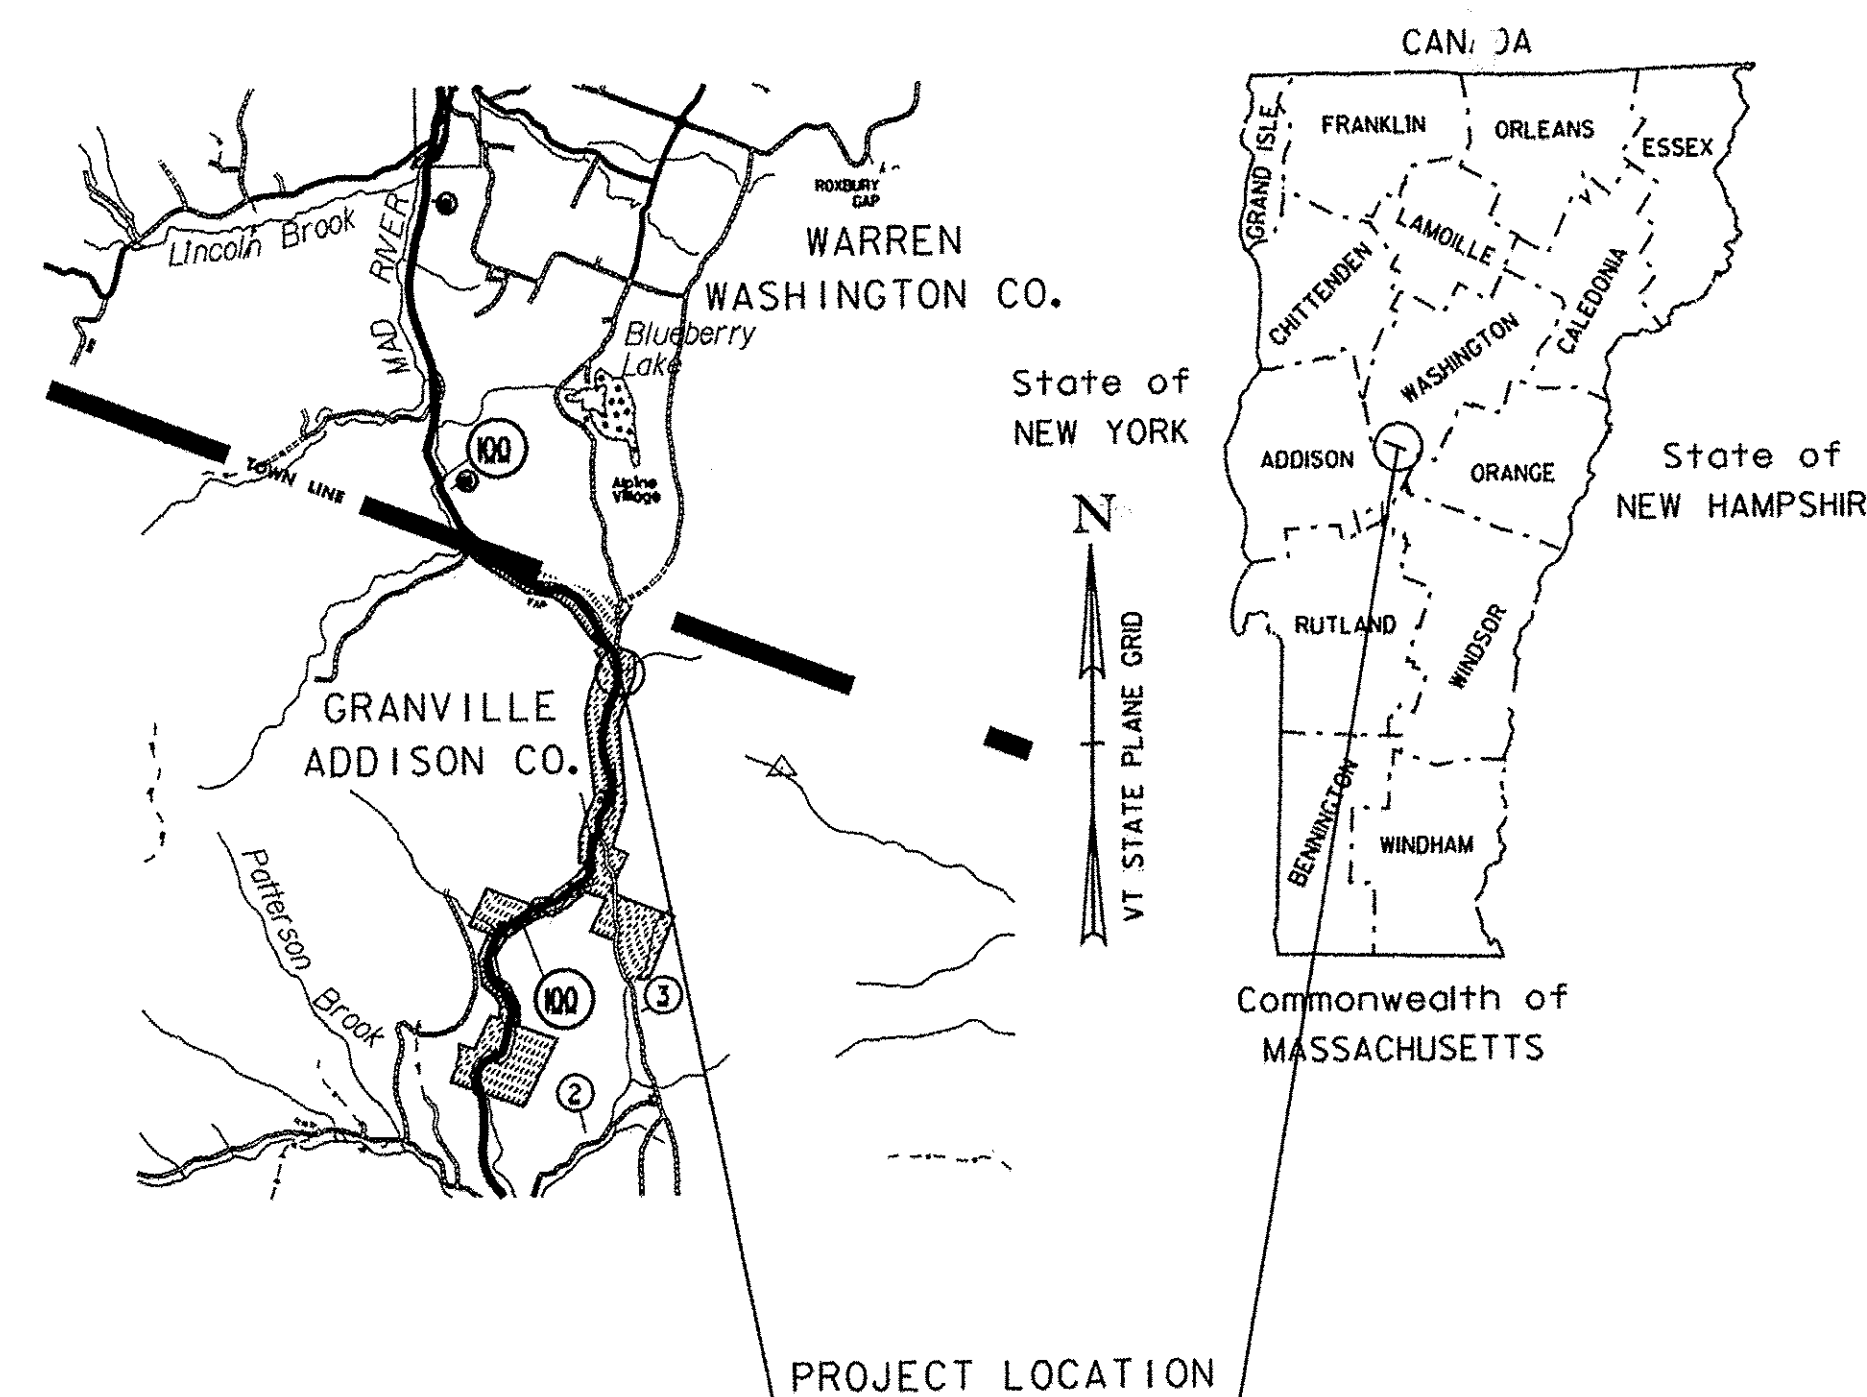 CANADA
FRANKLIN
ORLEANS
ESSEX
GRAND ISLE
LAMOILLE
CHITTENDEN
CALEDONIA
WASHINGTON
ADDISON
ORANGE
RUTLAND
WINDSOR
BENNINGTON
WINDHAM
State of
NEW YORK
State of
NEW HAMPSHIR
Commonwealth of
MASSACHUSETTS
N
VT STATE PLANE GRID
ROXBURY
GAP
WARREN
WASHINGTON CO.
Lincoln Brook
MAD RIVER
Blueberry
Lake
100
Alpine
Village
TOWN LINE
GRANVILLE
ADDISON CO.
Patterson Brook
100
3
2
PROJECT LOCATION